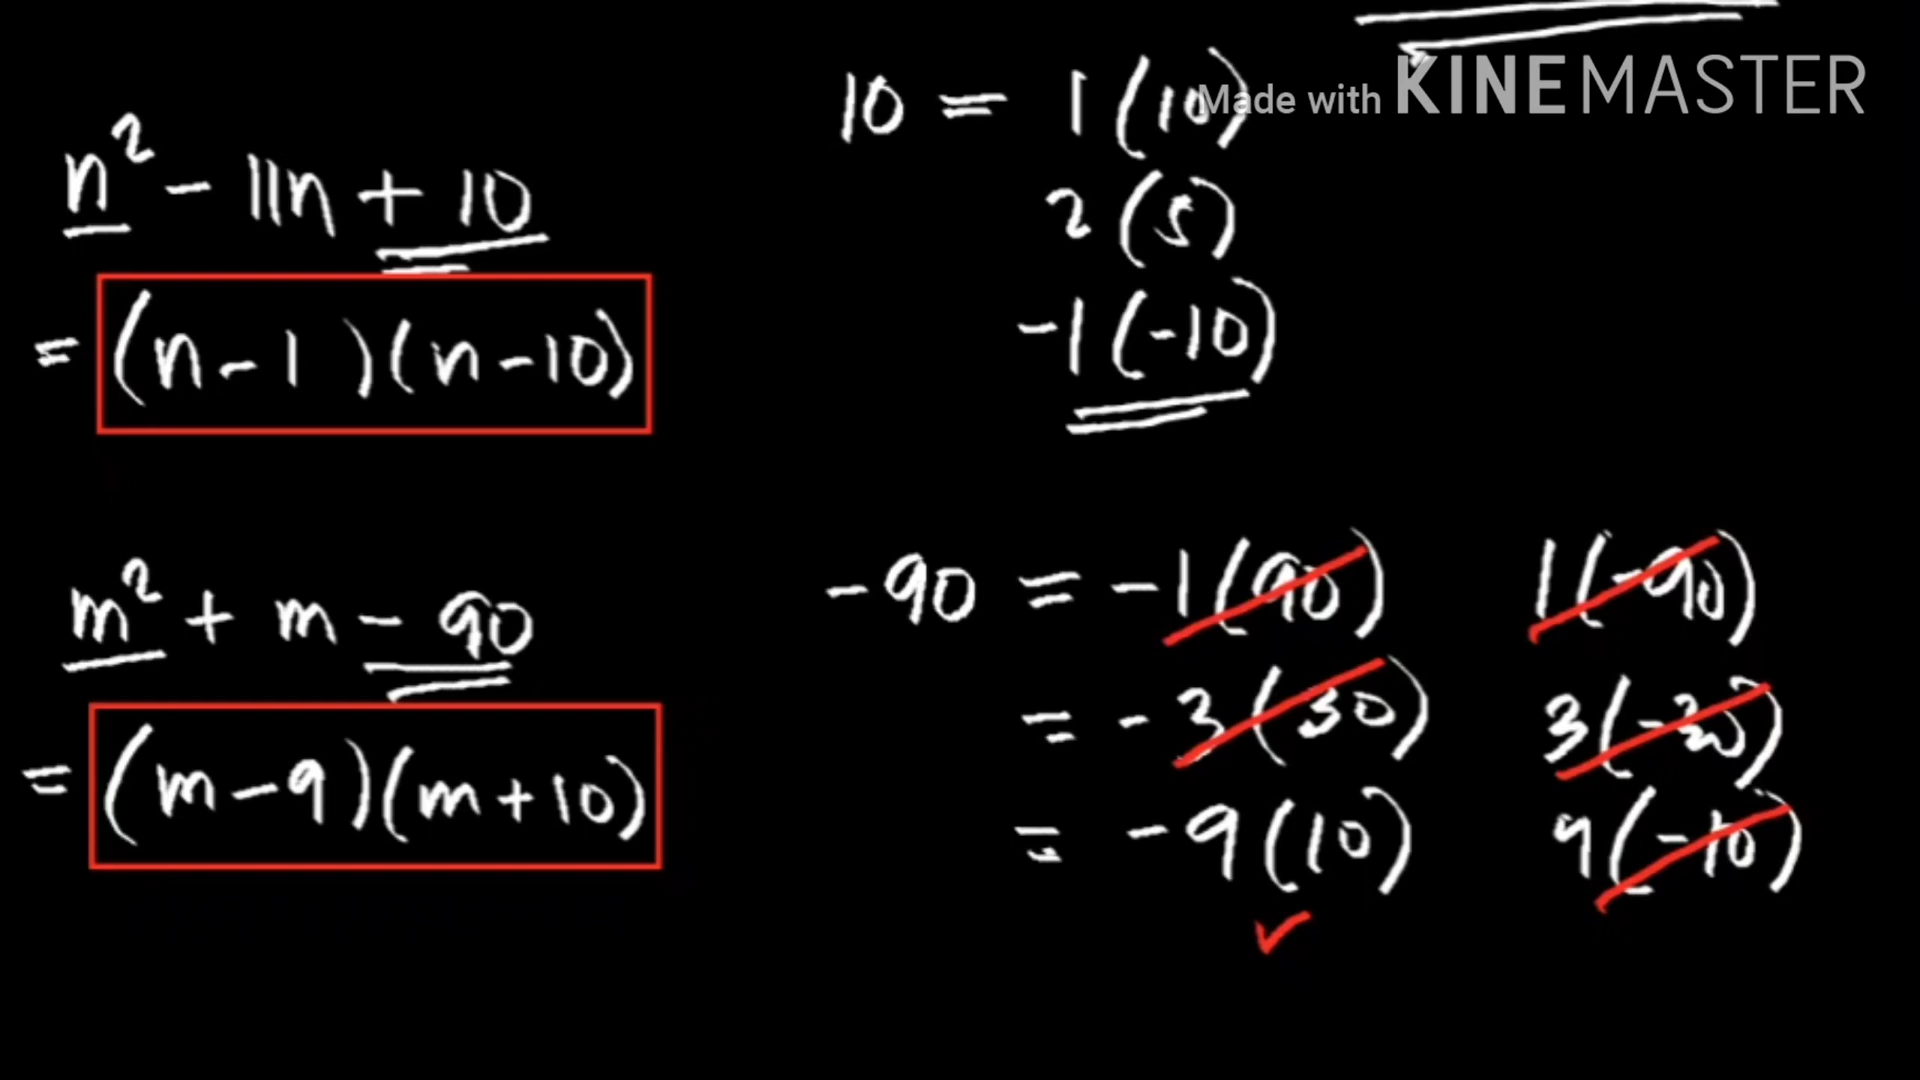 Made with KINEMASTER
n² - 11n + 10
= (n - 1)(n - 10)
10 = 1(10)
2(5)
-1(-10)
m² + m - 90
= (m - 9)(m + 10)
-90 = -1(90) 1(-90)
= -3(30) 3(-30)
= -9(10) 9(-10)